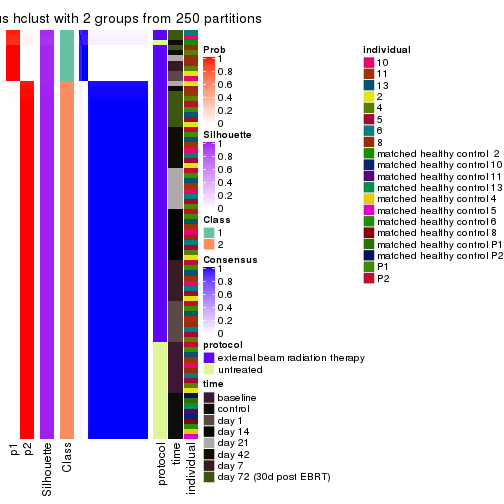 us hclust with 2 groups from 250 partitions
Prob
1
0.8
0.6
0.4
0.2
0
Silhouette
1
0.8
0.6
0.4
0.2
0
Class
1
2
Consensus
1
0.8
0.6
0.4
0.2
0
protocol
external beam radiation therapy
untreated
time
baseline
control
day 1
day 14
day 21
day 42
day 7
day 72 (30d post EBRT)
individual
10
11
13
2
4
5
6
8
matched healthy control 2
matched healthy control 10
matched healthy control 11
matched healthy control 13
matched healthy control 4
matched healthy control 5
matched healthy control 6
matched healthy control 8
matched healthy control P1
matched healthy control P2
P1
P2
p1
p2
Silhouette
Class
protocol
time
individual